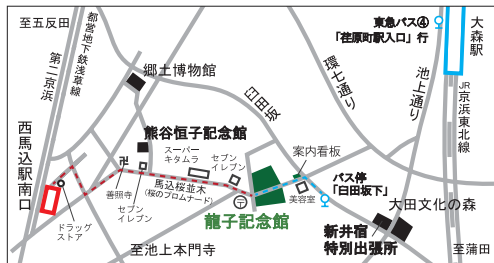 至五反田
都営地下鉄浅草線
第二京浜
郷土博物館
臼田坂
環七通り
東急バス④
「荏原町駅入口」行
池上通り
大森駅
JR京浜東北線
西馬込駅南口
熊谷恒子記念館
スーパー
キタムラ
セブン
イレブン
案内看板
バス停
「臼田坂下」
卍
善照寺
セブン
イレブン
馬込桜並木
(桜のプロムナード)
〒
美容室
大田文化の森
ドラッグ
ストア
龍子記念館
新井宿
特別出張所
至池上本門寺
至蒲田